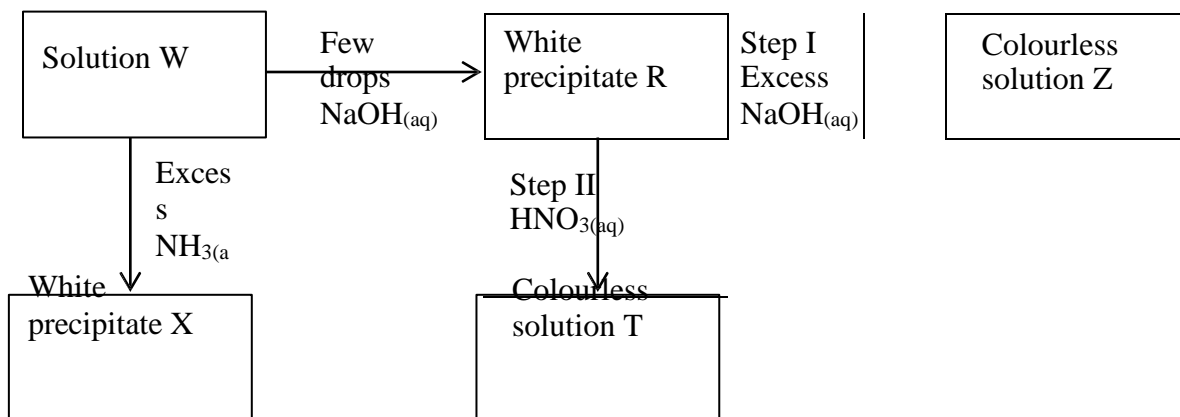 Solution W
Few
drops
NaOH(aq)
White
precipitate R
Step I
Excess
NaOH(aq)
Colourless
solution Z
Exces
s
NH3(a
Step II
HNO3(aq)
White
precipitate X
Colourless
solution T